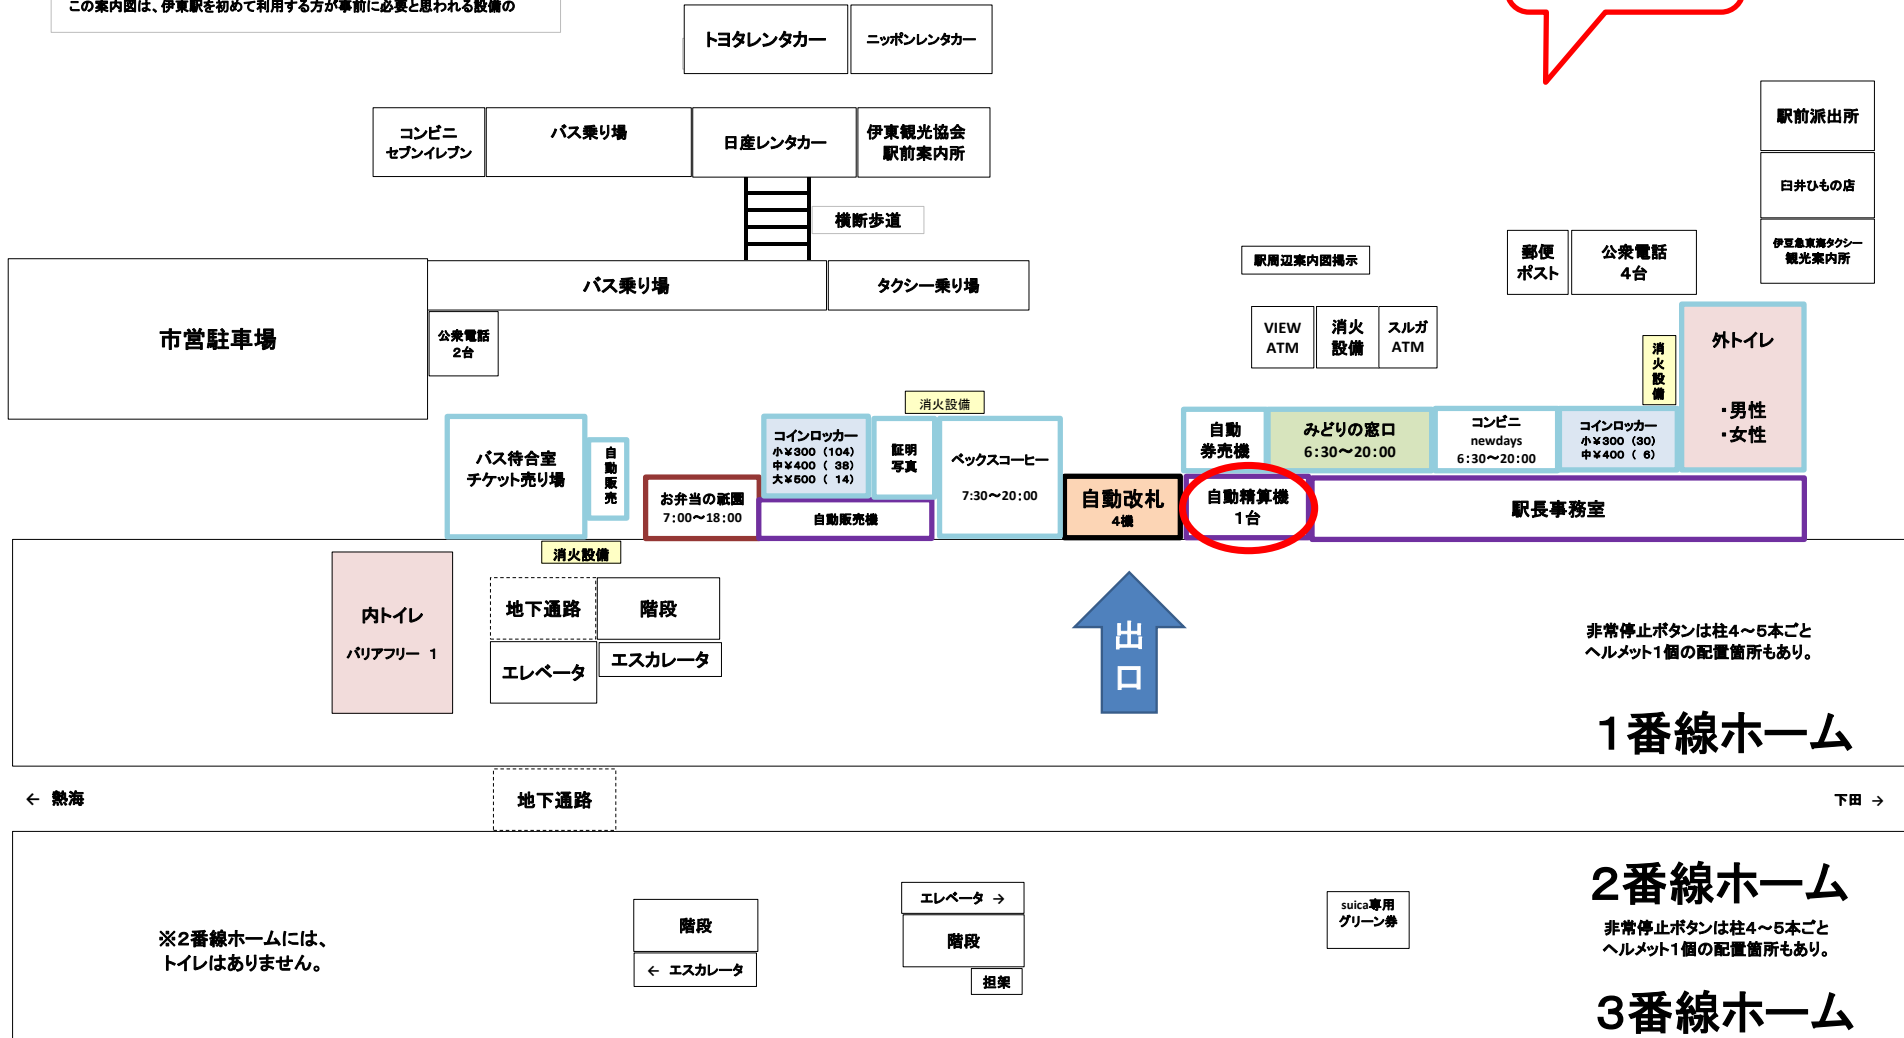 この案内図は、伊東駅を初めて利用する方が事前に必要と思われる設備の
トヨタレンタカー
ニッポンレンタカー
コンビニ
セブンイレブン
バス乗り場
日産レンタカー
伊東観光協会
駅前案内所
駅前派出所
臼井ひもの店
伊豆急東海タクシー
観光案内所
横断歩道
駅周辺案内図掲示
郵便
ポスト
公衆電話
4台
市営駐車場
バス乗り場
タクシー乗り場
公衆電話
2台
VIEW
ATM
消火
設備
スルガ
ATM
消火設備
外トイレ
・男性
・女性
消火設備
バス待合室
チケット売り場
自動販売
お弁当の祇園
7:00～18:00
コインロッカー
小¥300（104）
中¥400（ 38）
大¥600（ 14）
自動販売機
証明
写真
ベックスコーヒー
7:30～20:00
自動改札
4機
自動
券売機
みどりの窓口
6:30～20:00
コンビニ
newdays
6:30～20:00
コインロッカー
小¥300（30）
中¥400（ 6）
自動精算機
1台
駅長事務室
消火設備
内トイレ
バリアフリー 1
地下通路
階段
エレベータ
エスカレータ
出口
非常停止ボタンは柱4～5本ごと
ヘルメット1個の配置箇所もあり。
1番線ホーム
← 熱海
地下通路
下田 →
2番線ホーム
非常停止ボタンは柱4～5本ごと
ヘルメット1個の配置箇所もあり。
※2番線ホームには、
トイレはありません。
階段
← エスカレータ
エレベータ →
階段
担架
suica専用
グリーン券
3番線ホーム